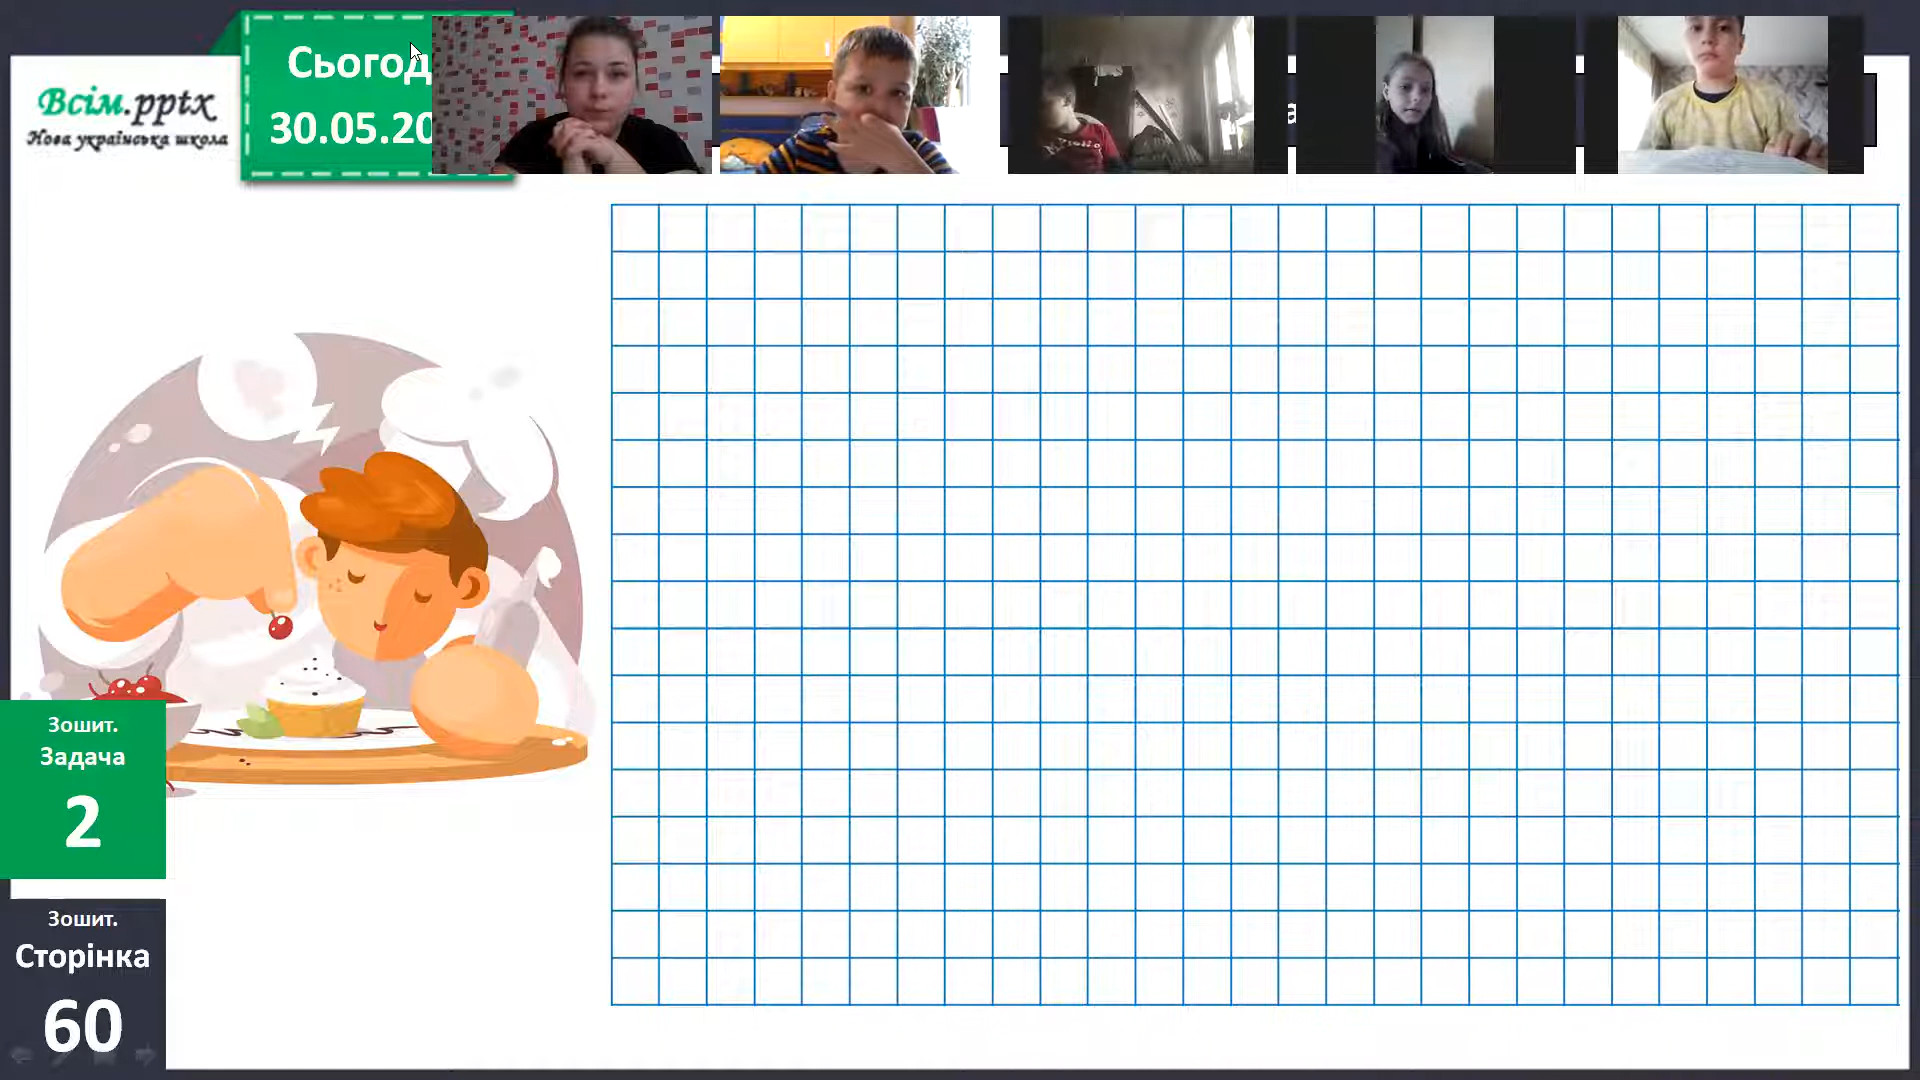 Всім.pptx
Нова українська школа
Сьогод
30.05.20
Зошит.
Задача
2
Зошит.
Сторінка
60